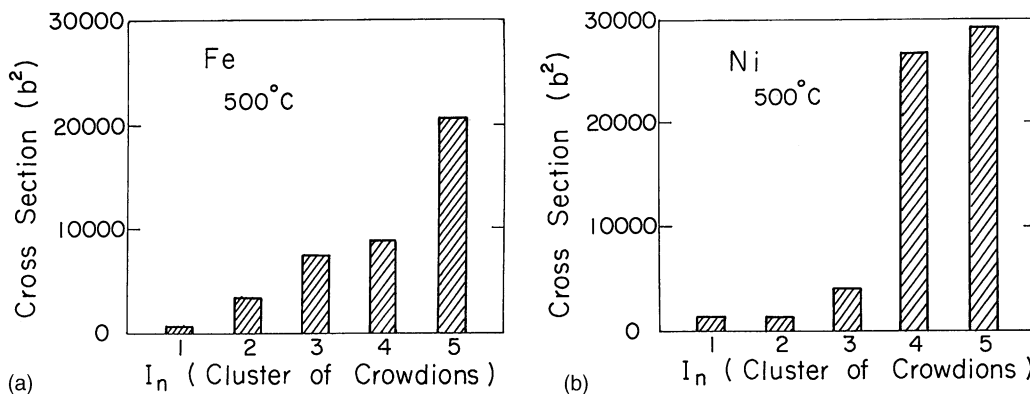 30000
20000
10000
0
Cross Section (b²)
Fe
500°C
1 2 3 4 5
In ( Cluster of Crowdions )
(a)
30000
20000
10000
0
Cross Section (b²)
Ni
500°C
1 2 3 4 5
In ( Cluster of Crowdions )
(b)